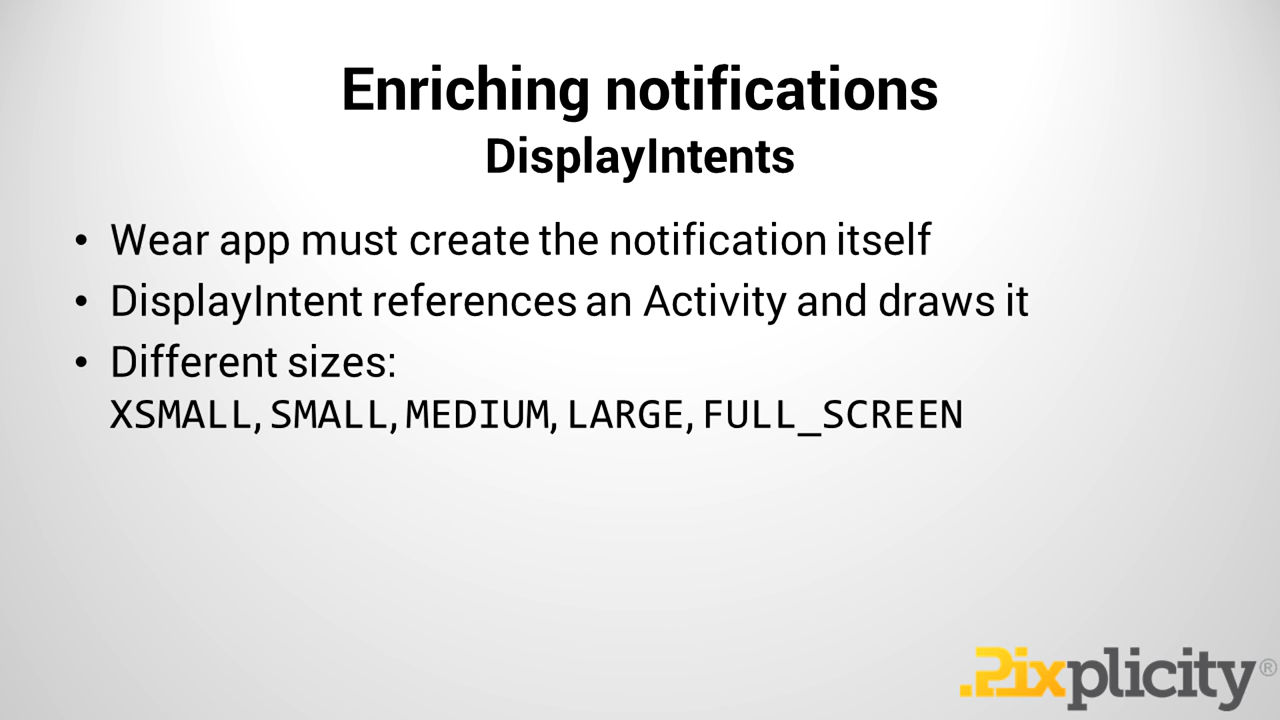 Enriching notifications
DisplayIntents
• Wear app must create the notification itself
• DisplayIntent references an Activity and draws it
• Different sizes:
XSMALL, SMALL, MEDIUM, LARGE, FULL_SCREEN
.Pixplicity®